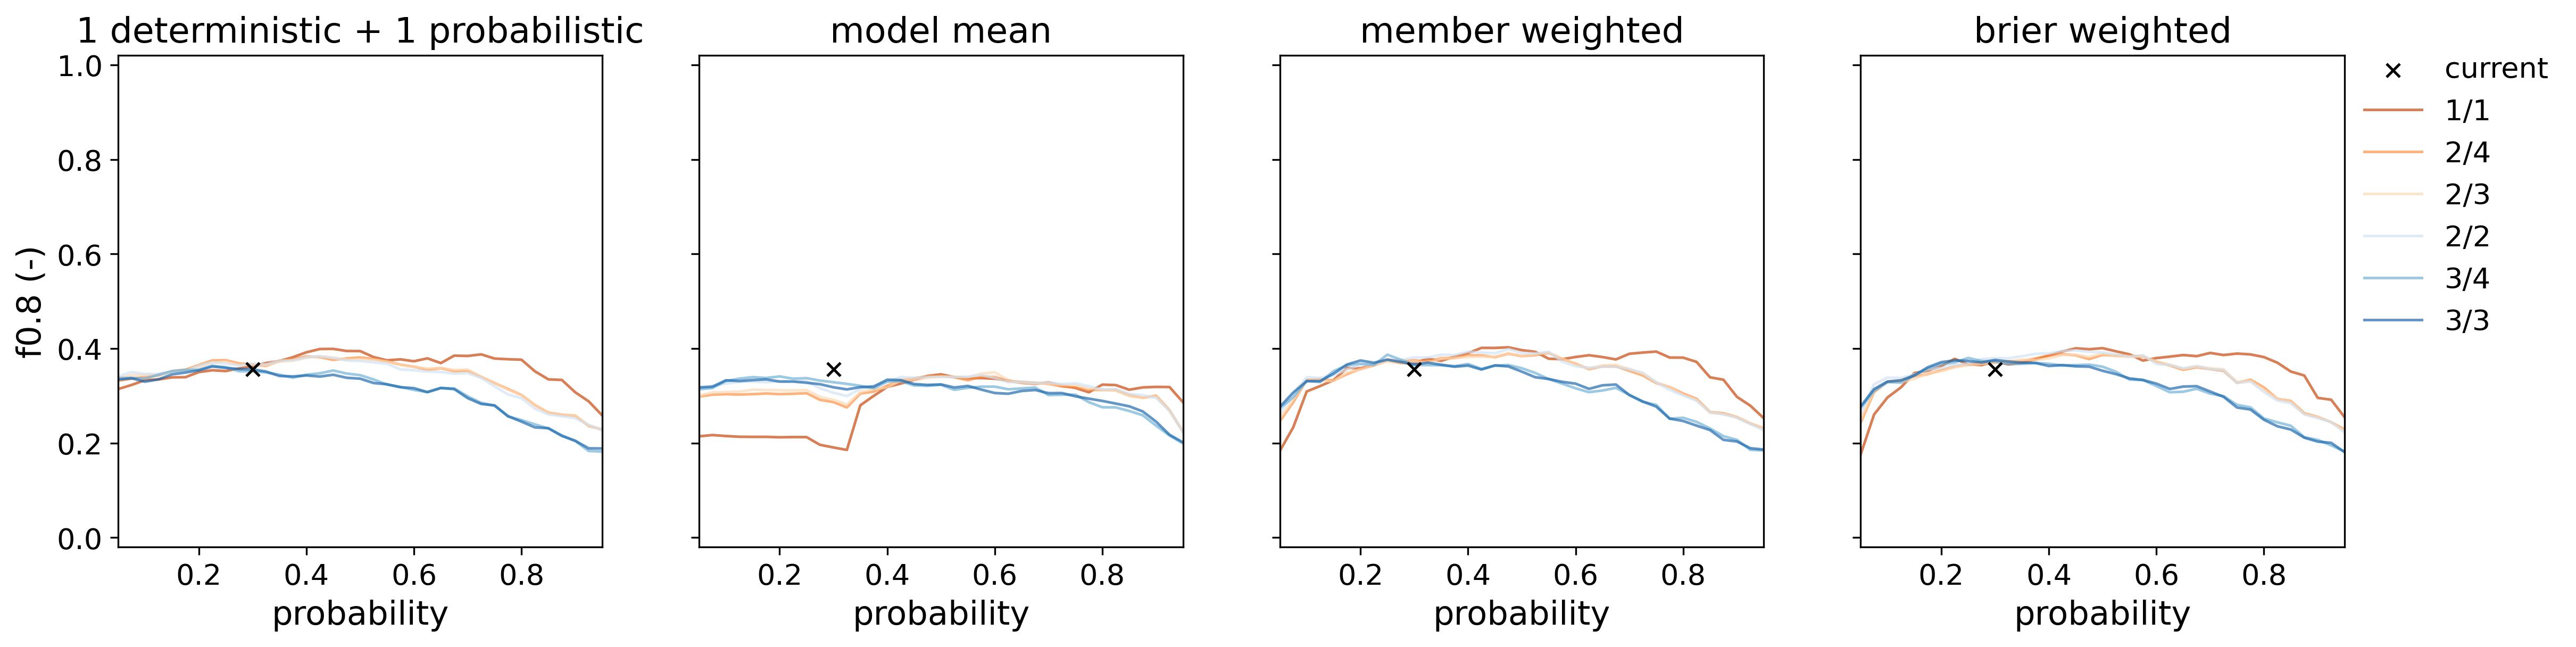 1 deterministic + 1 probabilistic
model mean
member weighted
brier weighted
f0.8 (-)
1.0
0.8
0.6
0.4
0.2
0.0
0.2 0.4 0.6 0.8
0.2 0.4 0.6 0.8
0.2 0.4 0.6 0.8
0.2 0.4 0.6 0.8
probability
probability
probability
probability
current
1/1
2/4
2/3
2/2
3/4
3/3